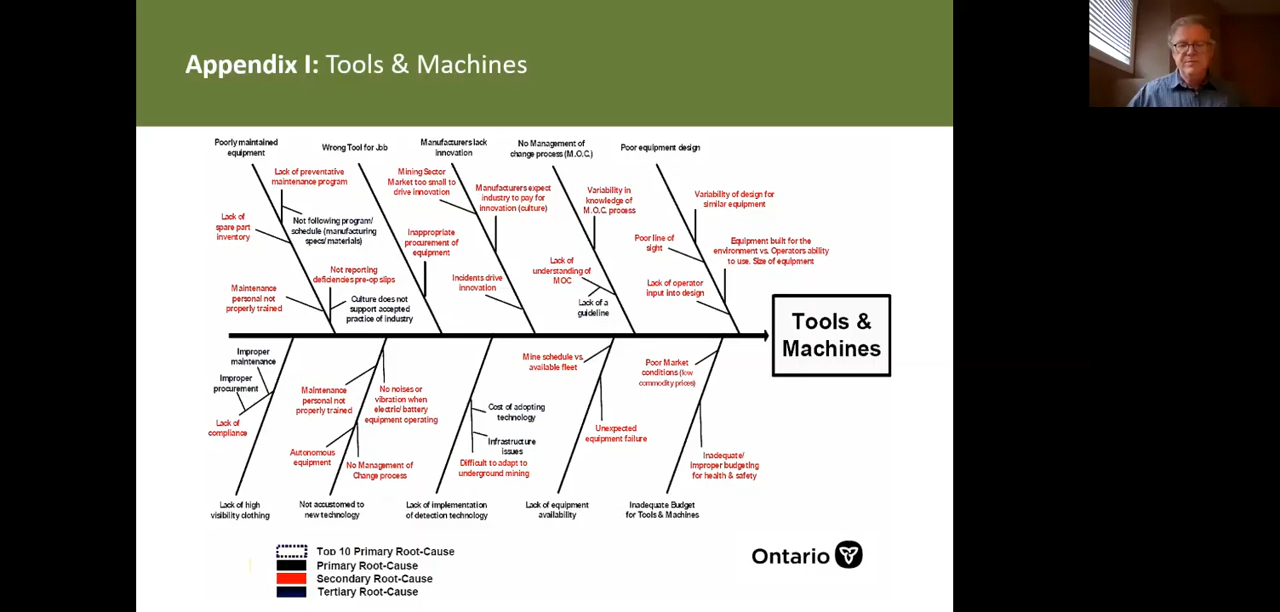 Appendix I: Tools & Machines
Poorly maintained
equipment
Wrong Tool for Job
Manufacturers lack
innovation
No Management of
change process (M.O.C.)
Poor equipment design
Lack of preventative
maintenance program
Lack of
spare part
inventory
Not following program/
schedule (manufacturing
specs/ materials)
Not reporting
deficiencies pre-op slips
Maintenance
personal not
properly trained
Culture does not
support accepted
practice of industry
Mining Sector
Market too small to
drive innovation
Inappropriate
procurement of
equipment
Manufacturers expect
industry to pay for
innovation (culture)
Incidents drive
innovation
Variability in
knowledge of
M.O.C. process
Lack of
understanding of
MOC
Lack of a
guideline
Variability of design for
similar equipment
Poor line of
sight
Equipment built for the
environment vs. Operators ability
to use. Size of equipment
Lack of operator
input into design
Tools &
Machines
Improper
maintenance
Improper
procurement
Lack of
compliance
Maintenance
personal not
properly trained
No noises or
vibration when
electric/ battery
equipment operating
Autonomous
equipment
No Management of
Change process
Cost of adopting
technology
Infrastructure
issues
Difficult to adapt to
underground mining
Mine schedule vs.
available fleet
Unexpected
equipment failure
Poor Market
conditions (low
commodity prices)
Inadequate/
Improper budgeting
for health & safety
Lack of high
visibility clothing
Not accustomed to
new technology
Lack of implementation
of detection technology
Lack of equipment
availability
Inadequate Budget
for Tools & Machines
Top 10 Primary Root-Cause
Primary Root-Cause
Secondary Root-Cause
Tertiary Root-Cause
Ontario